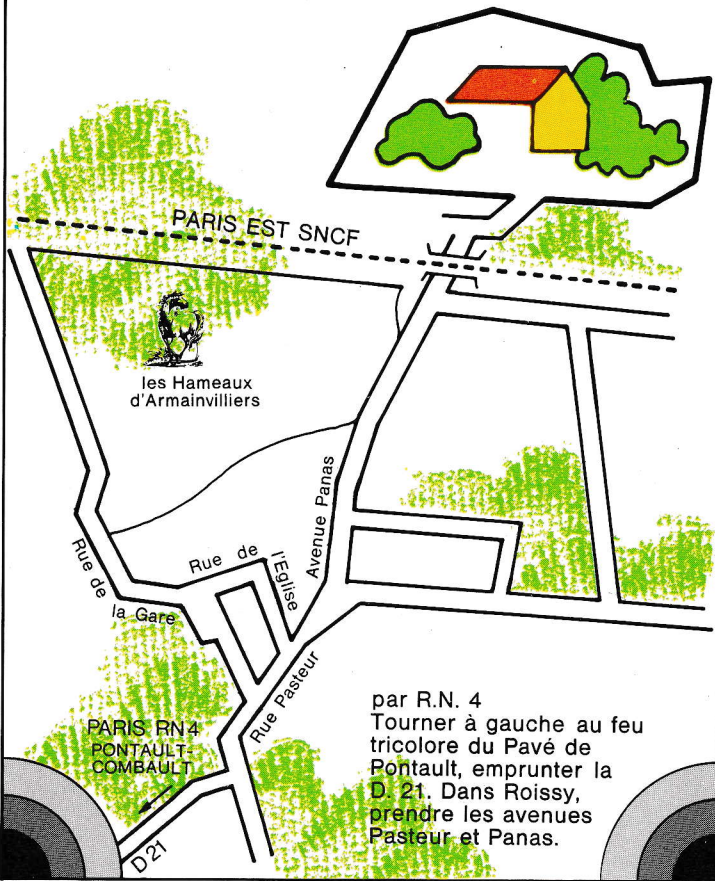 PARIS EST SNCF
les Hameaux
d'Armainvilliers
Avenue Panas
Rue de
l'Eglise
Rue de
la Gare
Rue Pasteur
PARIS RN4
PONTAULT-
COMBAULT
D 21
par R.N. 4
Tourner à gauche au feu
tricolore du Pavé de
Pontault, emprunter la
D. 21. Dans Roissy,
prendre les avenues
Pasteur et Panas.